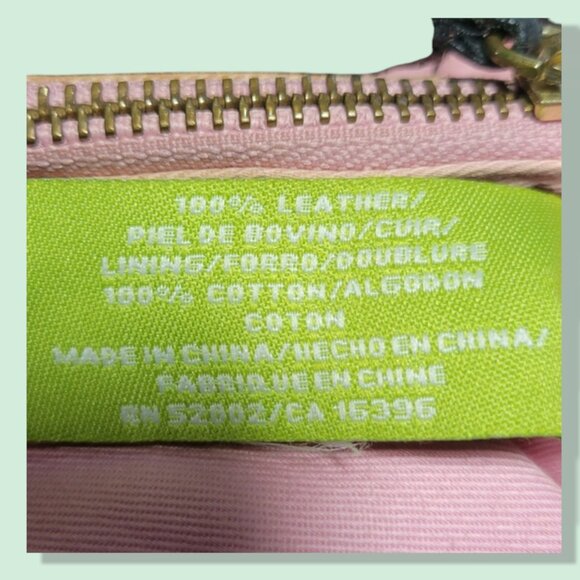 100% LEATHER/
PIEL DE BOVINO/CUIR/
LINING/FORRO/DOUBLURE
100% COTTON/ALGODON
COTON
MADE IN CHINA/HECHO EN CHINA/
FABRIQUE EN CHINE
RN 52002/CA 16396